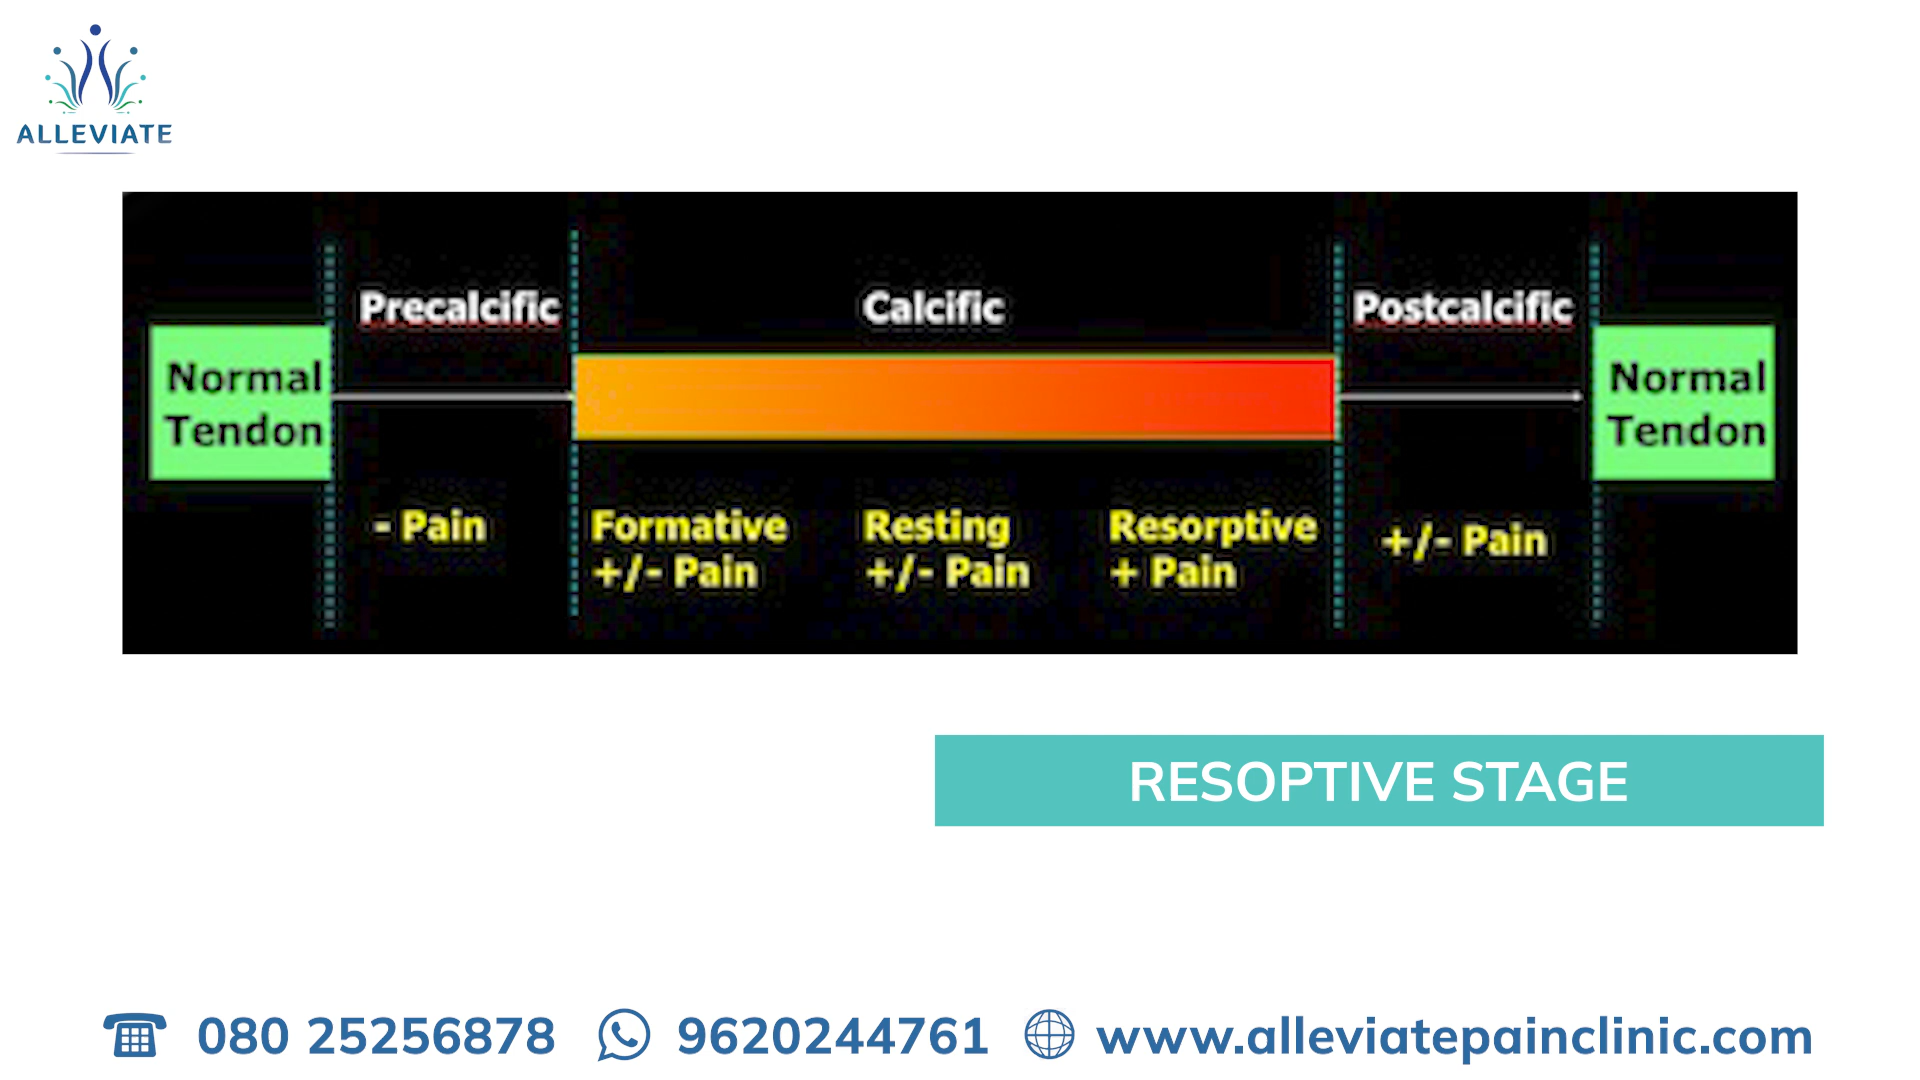 ALLEVIATE
Precalcific
Calcific
Postcalcific
Normal
Tendon
Normal
Tendon
- Pain
Formative
+/- Pain
Resting
+/- Pain
Resorptive
+ Pain
+/- Pain
RESOPTIVE STAGE
080 25256878
9620244761
www.alleviatepainclinic.com